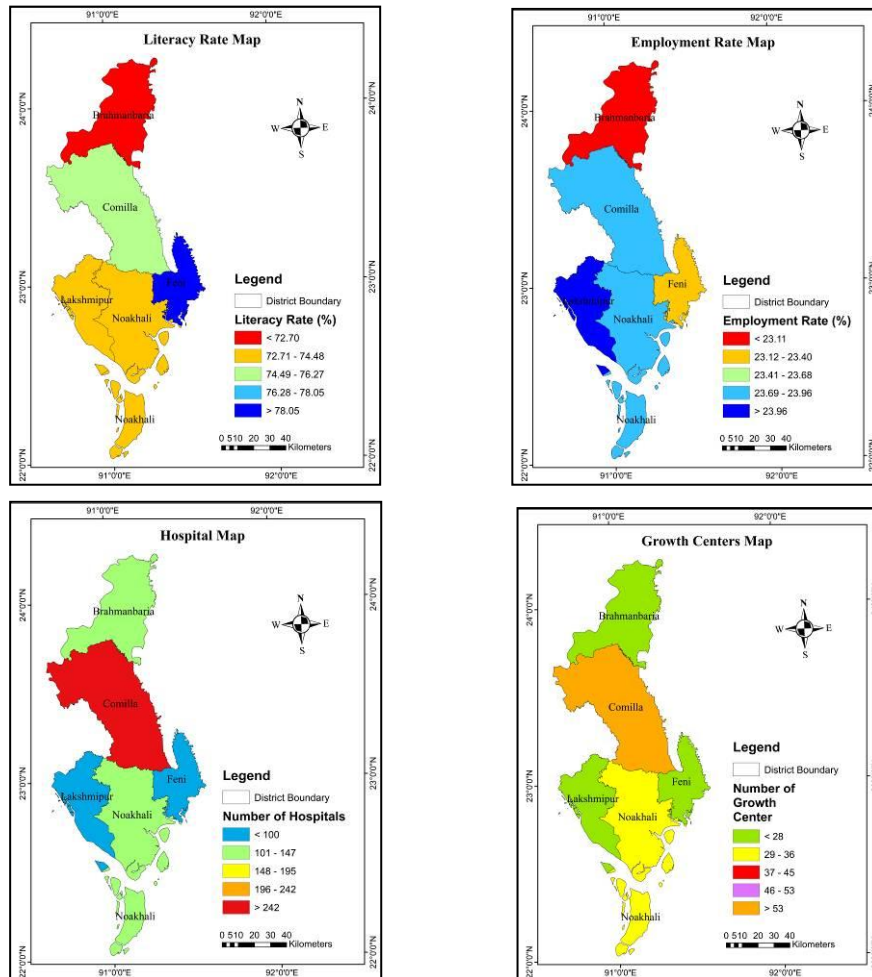 91°0'0"E 92°0'0"E
Literacy Rate Map
24°0'0"N
23°0'0"N
22°0'0"N
24°0'0"N
23°0'0"N
22°0'0"N
N
W E
S
Brahmanbaria
Comilla
Feni
Lakshmipur
Noakhali
Noakhali
Legend
District Boundary
Literacy Rate (%)
< 72.70
72.71 - 74.48
74.49 - 76.27
76.28 - 78.05
> 78.05
0 5 10 20 30 40
Kilometers
91°0'0"E 92°0'0"E
91°0'0"E 92°0'0"E
Employment Rate Map
24°0'0"N
23°0'0"N
22°0'0"N
N
W E
S
Brahmanbaria
Comilla
Feni
Lakshmipur
Noakhali
Noakhali
Legend
District Boundary
Employment Rate (%)
< 23.11
23.12 - 23.40
23.41 - 23.68
23.69 - 23.96
> 23.96
0 5 10 20 30 40
Kilometers
91°0'0"E 92°0'0"E
91°0'0"E 92°0'0"E
Hospital Map
24°0'0"N
23°0'0"N
22°0'0"N
24°0'0"N
23°0'0"N
22°0'0"N
N
W E
S
Brahmanbaria
Comilla
Feni
Lakshmipur
Noakhali
Noakhali
Legend
District Boundary
Number of Hospitals
< 100
101 - 147
148 - 195
196 - 242
> 242
0 5 10 20 30 40
Kilometers
91°0'0"E 92°0'0"E
91°0'0"E 92°0'0"E
Growth Centers Map
24°0'0"N
23°0'0"N
22°0'0"N
N
W E
S
Brahmanbaria
Comilla
Feni
Lakshmipur
Noakhali
Noakhali
Legend
District Boundary
Number of
Growth
Center
< 28
29 - 36
37 - 45
46 - 53
> 53
0 5 10 20 30 40
Kilometers
91°0'0"E 92°0'0"E